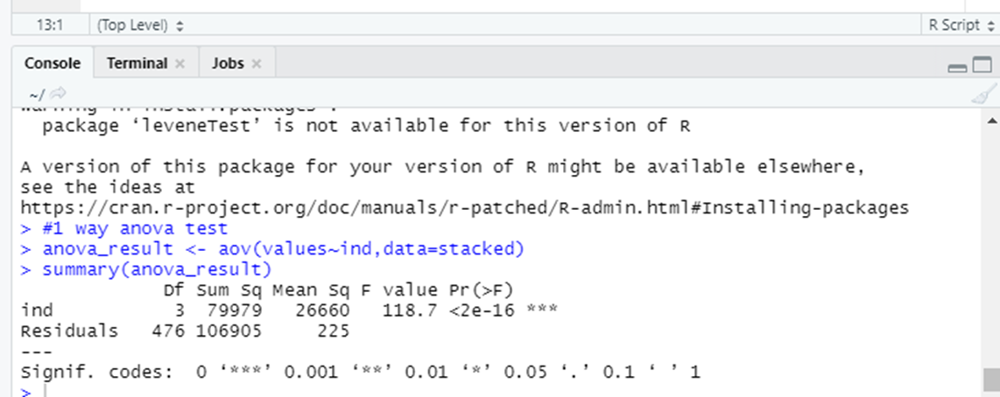 13:1 (Top Level) R Script
Console Terminal Jobs
~/
package ‘leveneTest’ is not available for this version of R
A version of this package for your version of R might be available elsewhere,
see the ideas at
https://cran.r-project.org/doc/manuals/r-patched/R-admin.html#Installing-packages
> #1 way anova test
> anova_result <- aov(values~ind,data=stacked)
> summary(anova_result)
Df Sum Sq Mean Sq F value Pr(>F)
ind 3 79979 26660 118.7 <2e-16 ***
Residuals 476 106905 225
---
Signif. codes: 0 ‘***’ 0.001 ‘**’ 0.01 ‘*’ 0.05 ‘.’ 0.1 ‘ ’ 1
>